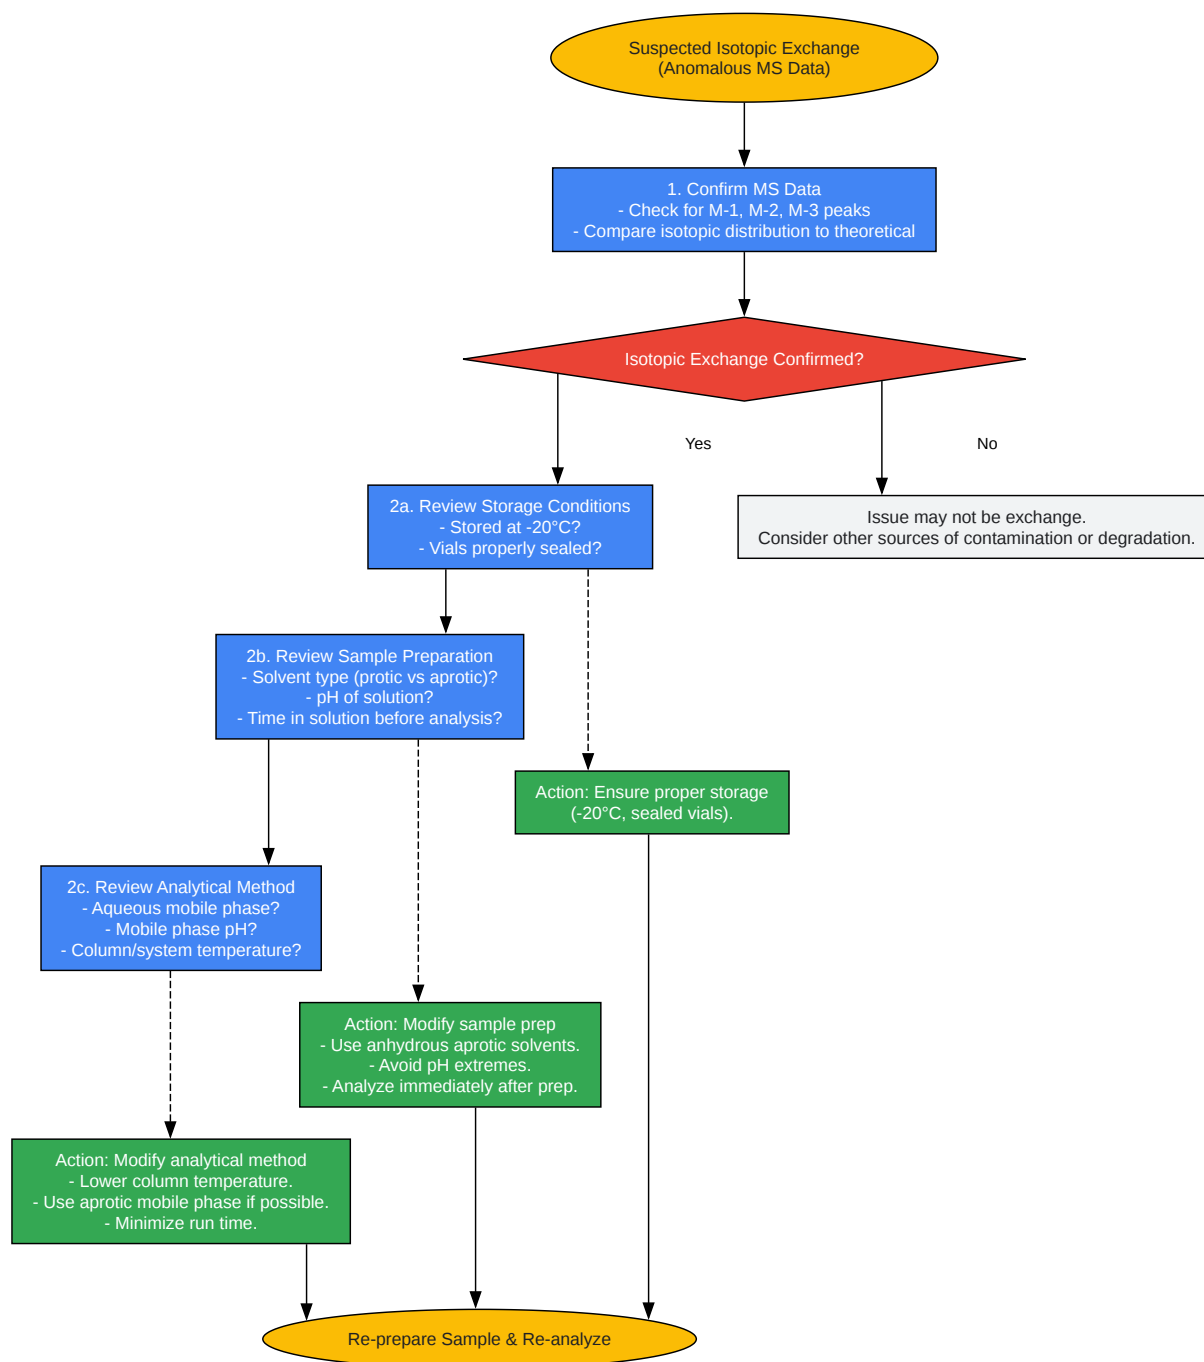 Suspected Isotopic Exchange
(Anomalous MS Data)
1. Confirm MS Data
- Check for M-1, M-2, M-3 peaks
- Compare isotopic distribution to theoretical
Isotopic Exchange Confirmed?
Yes
No
2a. Review Storage Conditions
- Stored at -20°C?
- Vials properly sealed?
Issue may not be exchange.
Consider other sources of contamination or degradation.
2b. Review Sample Preparation
- Solvent type (protic vs aprotic)?
- pH of solution?
- Time in solution before analysis?
Action: Ensure proper storage
(-20°C, sealed vials).
2c. Review Analytical Method
- Aqueous mobile phase?
- Mobile phase pH?
- Column/system temperature?
Action: Modify sample prep
- Use anhydrous aprotic solvents.
- Avoid pH extremes.
- Analyze immediately after prep.
Action: Modify analytical method
- Lower column temperature.
- Use aprotic mobile phase if possible.
- Minimize run time.
Re-prepare Sample & Re-analyze